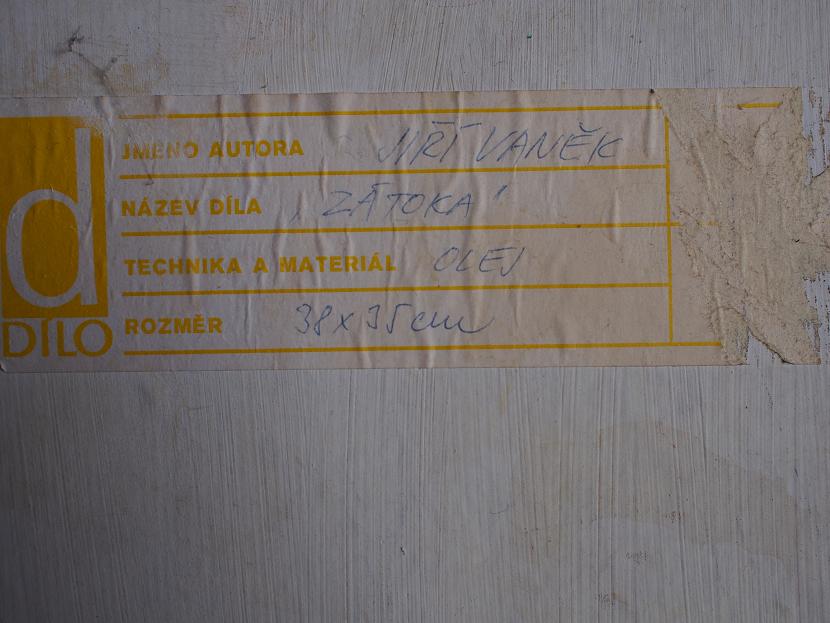 d
DÍLO
JMÉNO AUTORA JIŘÍ VANĚK
NÁZEV DÍLA „ZÁTOKA"
TECHNIKA A MATERIÁL OLEJ
ROZMĚR 38 x 35 cm